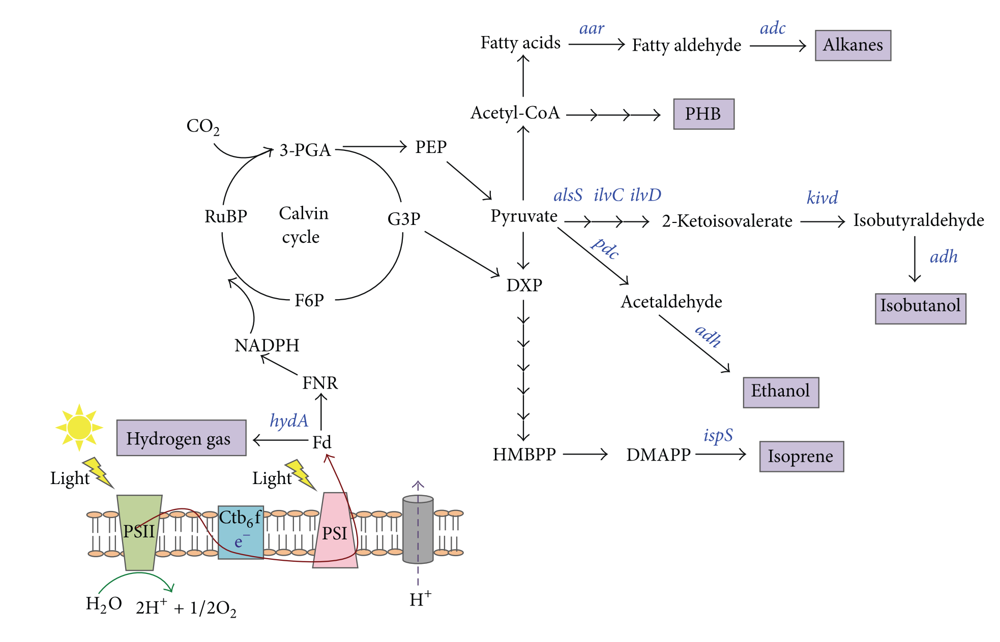 aar
adc
Fatty acids
Fatty aldehyde
Alkanes
Acetyl-CoA
PHB
CO2
3-PGA
PEP
alsS ilvC ilvD
kivd
RuBP
Calvin
cycle
G3P
Pyruvate
2-Ketoisovalerate
Isobutyraldehyde
pdc
adh
DXP
F6P
Acetaldehyde
Isobutanol
adh
NADPH
FNR
Ethanol
hydA
Hydrogen gas
Fd
ispS
HMBPP
DMAPP
Isoprene
Light
Light
PSII
Ctb6f
e−
PSI
H2O
2H+ + 1/2O2
H+